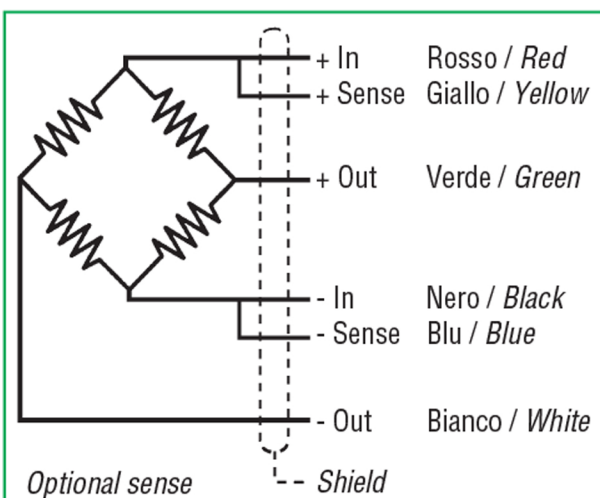 + In Rosso / Red
+ Sense Giallo / Yellow
+ Out Verde / Green
- In Nero / Black
- Sense Blu / Blue
- Out Bianco / White
Optional sense
Shield